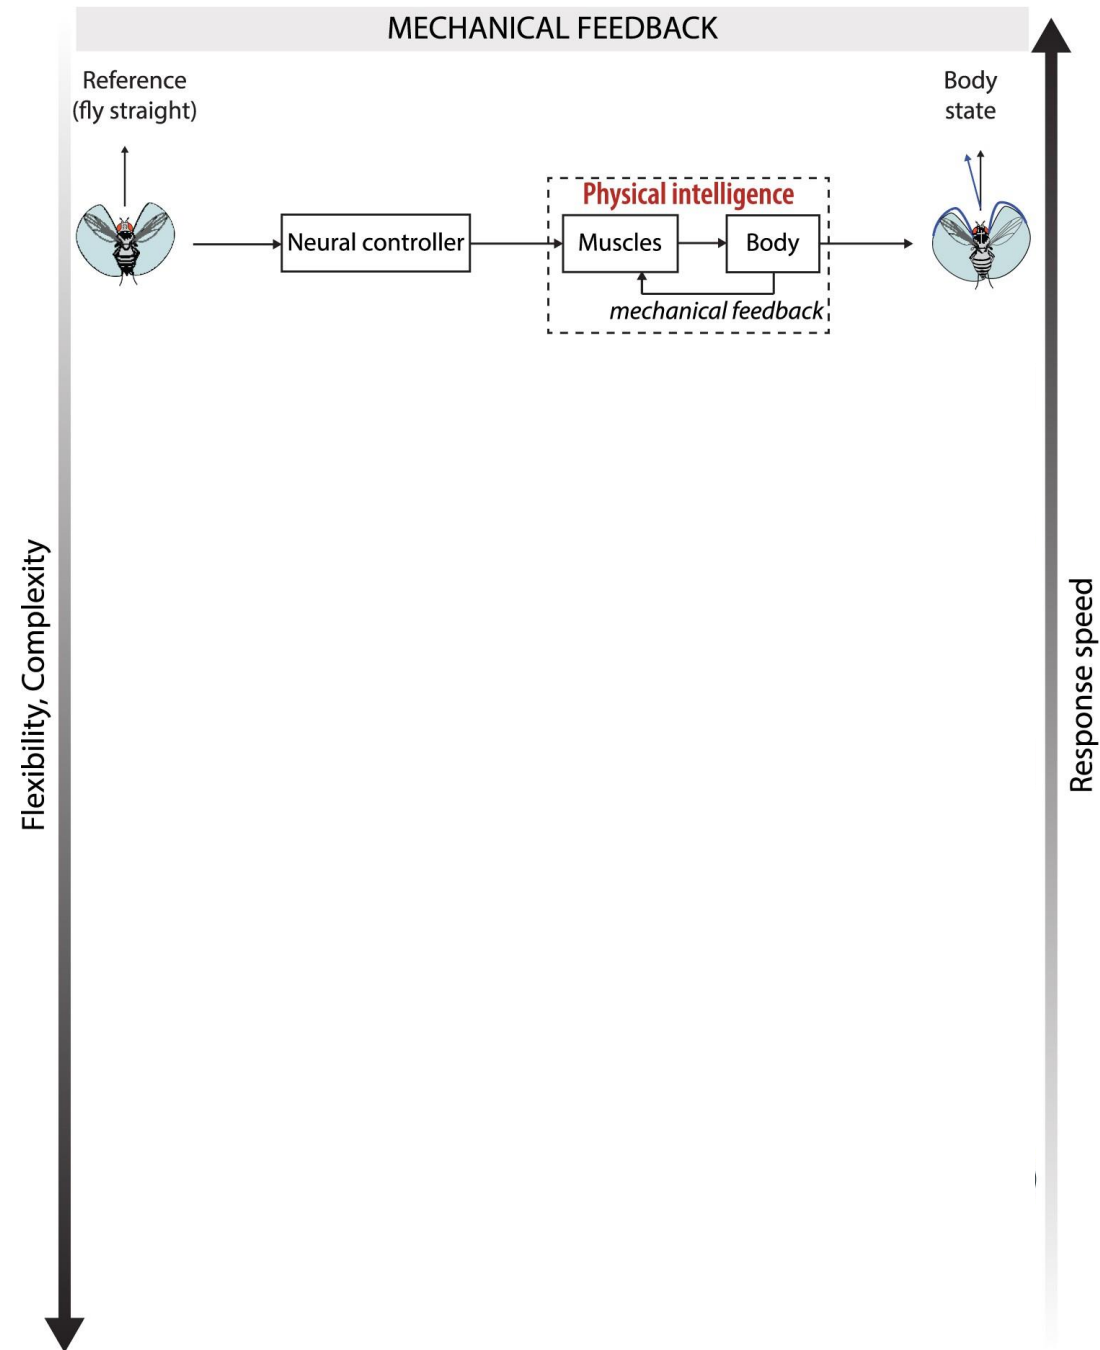 MECHANICAL FEEDBACK
Reference
(fly straight)
Body
state
Physical intelligence
Neural controller
Muscles
Body
mechanical feedback
Flexibility, Complexity
Response speed
)